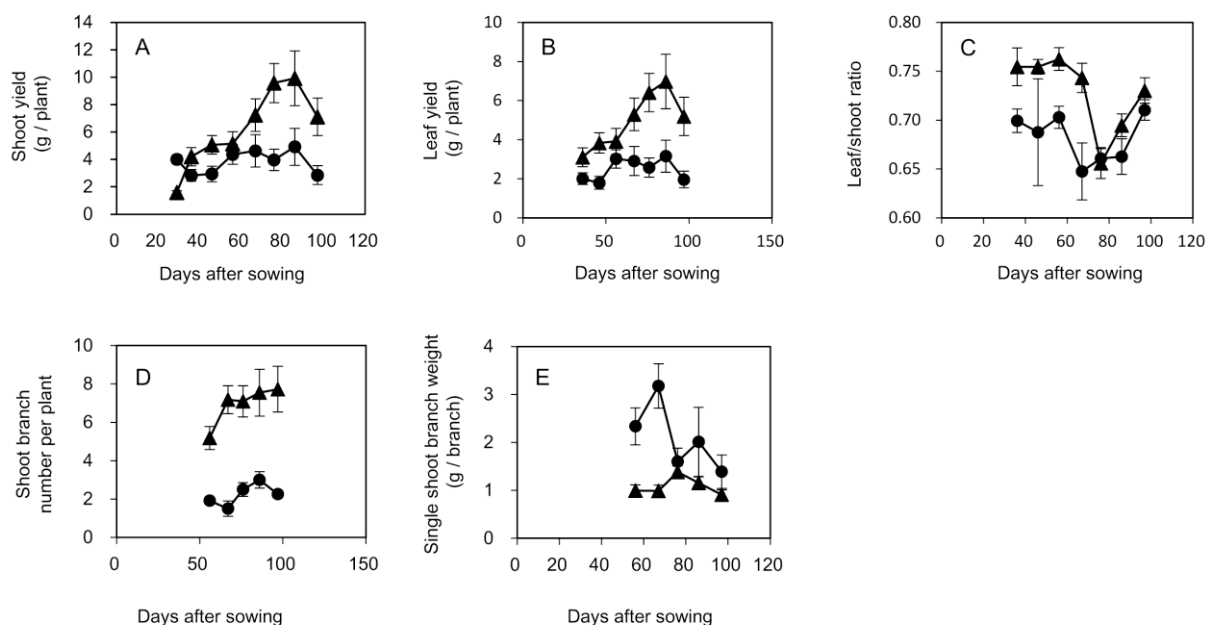 A
Shoot yield
(g / plant)
14
12
10
8
6
4
2
0
0 20 40 60 80 100 120
Days after sowing
B
Leaf yield
(g / plant)
10
8
6
4
2
0
0 50 100 150
Days after sowing
C
Leaf/shoot ratio
0.80
0.75
0.70
0.65
0.60
0 20 40 60 80 100 120
Days after sowing
D
Shoot branch
number per plant
10
8
6
4
2
0
0 50 100 150
Days after sowing
E
Single shoot branch weight
(g / branch)
4
3
2
1
0
0 20 40 60 80 100 120
Days after sowing